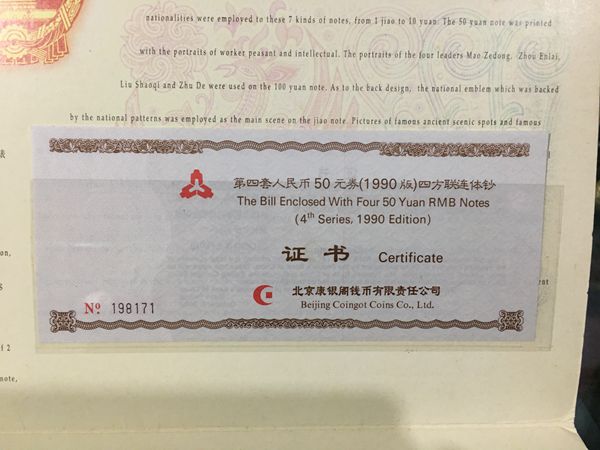 nationalities were employed to these 7 kinds of notes, from 1 jiao to 10 yuan. The 50 yuan note was printed
with the portraits of worker peasant and intellectual. The portraits of the four leaders Mao Zedong, Zhou Enlai,
Liu Shaoqi and Zhu De were used on the 100 yuan note. As to the back design, the national emblem which was backed
by the national patterns was employed as the main scene on the jiao note. Pictures of famous ancient scenic spots and famous
表
第四套人民币50元券(1990版)四方联连体钞
The Bill Enclosed With Four 50 Yuan RMB Notes
(4th Series, 1990 Edition)
证书 Certificate
北京康银阁钱币有限责任公司
Beijing Coingot Coins Co., Ltd.
№ 198171
of 2
note,